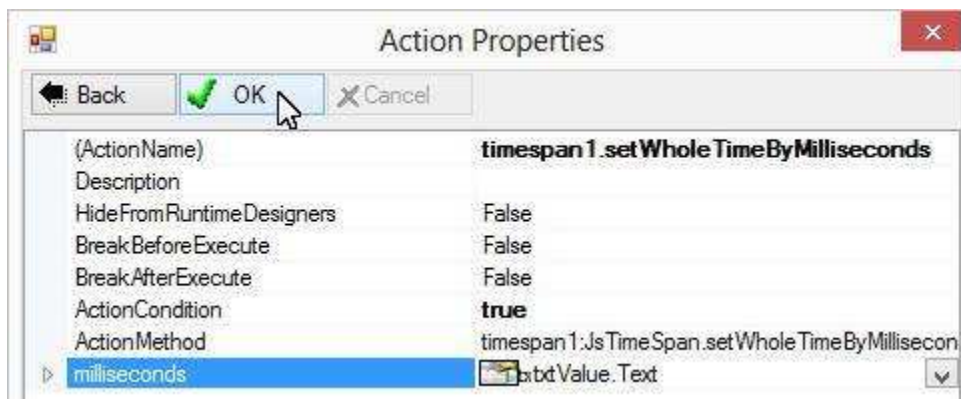 Action Properties
Back OK Cancel
(ActionName) timespan1.setWholeTimeByMilliseconds
Description
HideFromRuntimeDesigners False
BreakBeforeExecute False
BreakAfterExecute False
ActionCondition true
ActionMethod timespan1:JsTimeSpan.setWholeTimeByMillisecon
milliseconds txtValue.Text